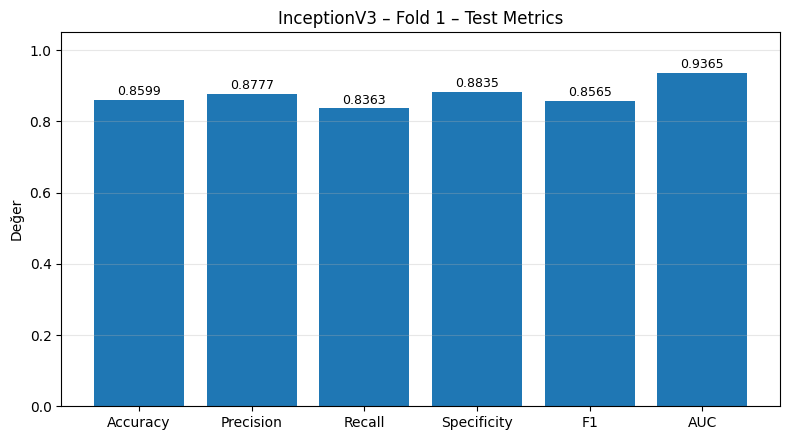 InceptionV3 – Fold 1 – Test Metrics
Değer
1.0
0.8
0.6
0.4
0.2
0.0
0.8599
0.8777
0.8363
0.8835
0.8565
0.9365
Accuracy
Precision
Recall
Specificity
F1
AUC